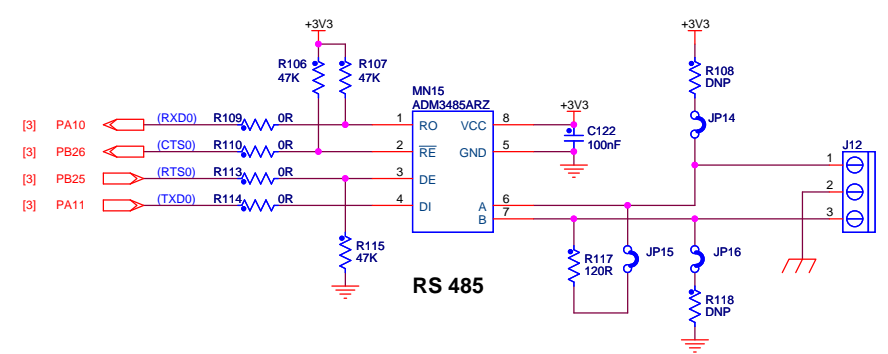 +3V3
+3V3
R106
47K
R107
47K
R108
DNP
MN15
ADM3485ARZ
+3V3
JP14
C122
100nF
J12
[3] PA10 (RXD0) R109 0R 1 RO VCC 8
[3] PB26 (CTS0) R110 0R 2 RE GND 5
[3] PB25 (RTS0) R113 0R 3 DE
[3] PA11 (TXD0) R114 0R 4 DI A 6
B 7
1
2
3
R115
47K
R117
120R
JP15
JP16
RS 485
R118
DNP